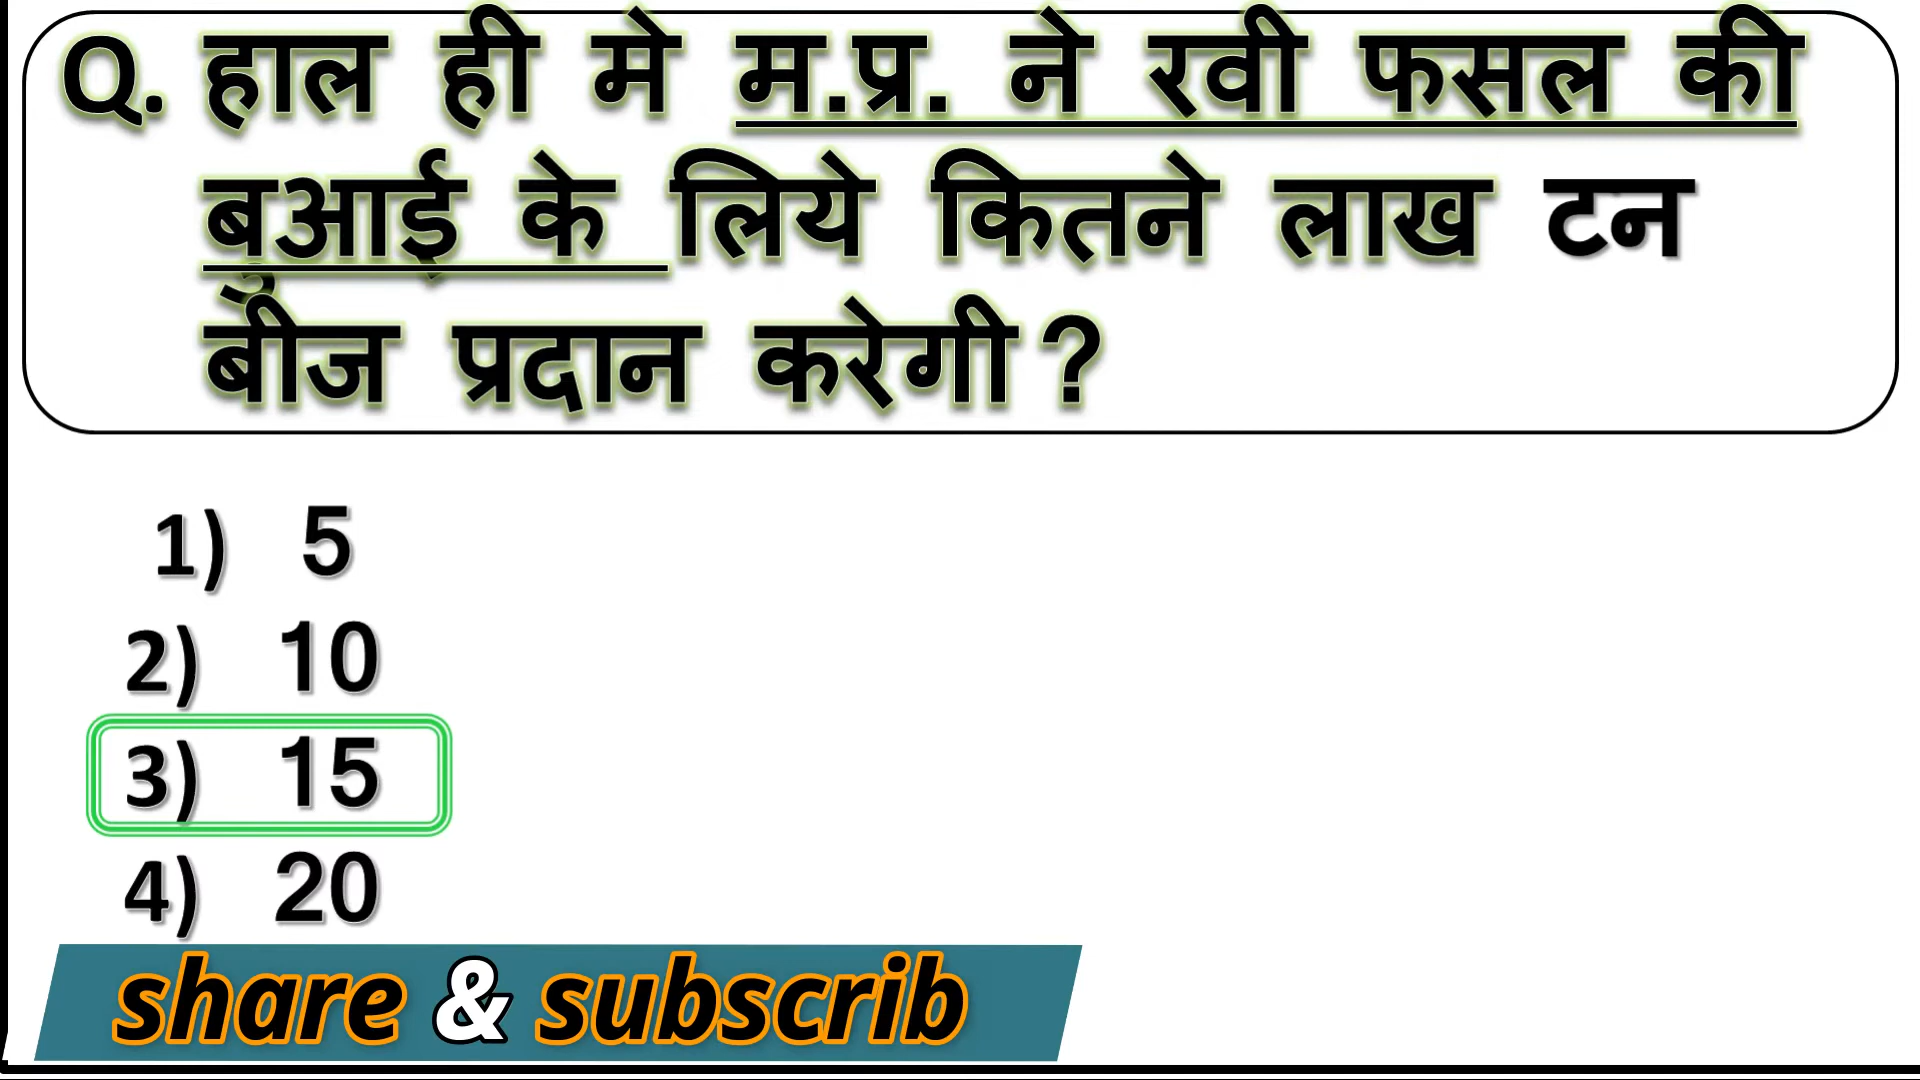 Q. हाल ही मे म.प्र. ने रवी फसल की
बुआई के लिये कितने लाख टन
बीज प्रदान करेगी ?
1) 5
2) 10
3) 15
4) 20
share & subscrib